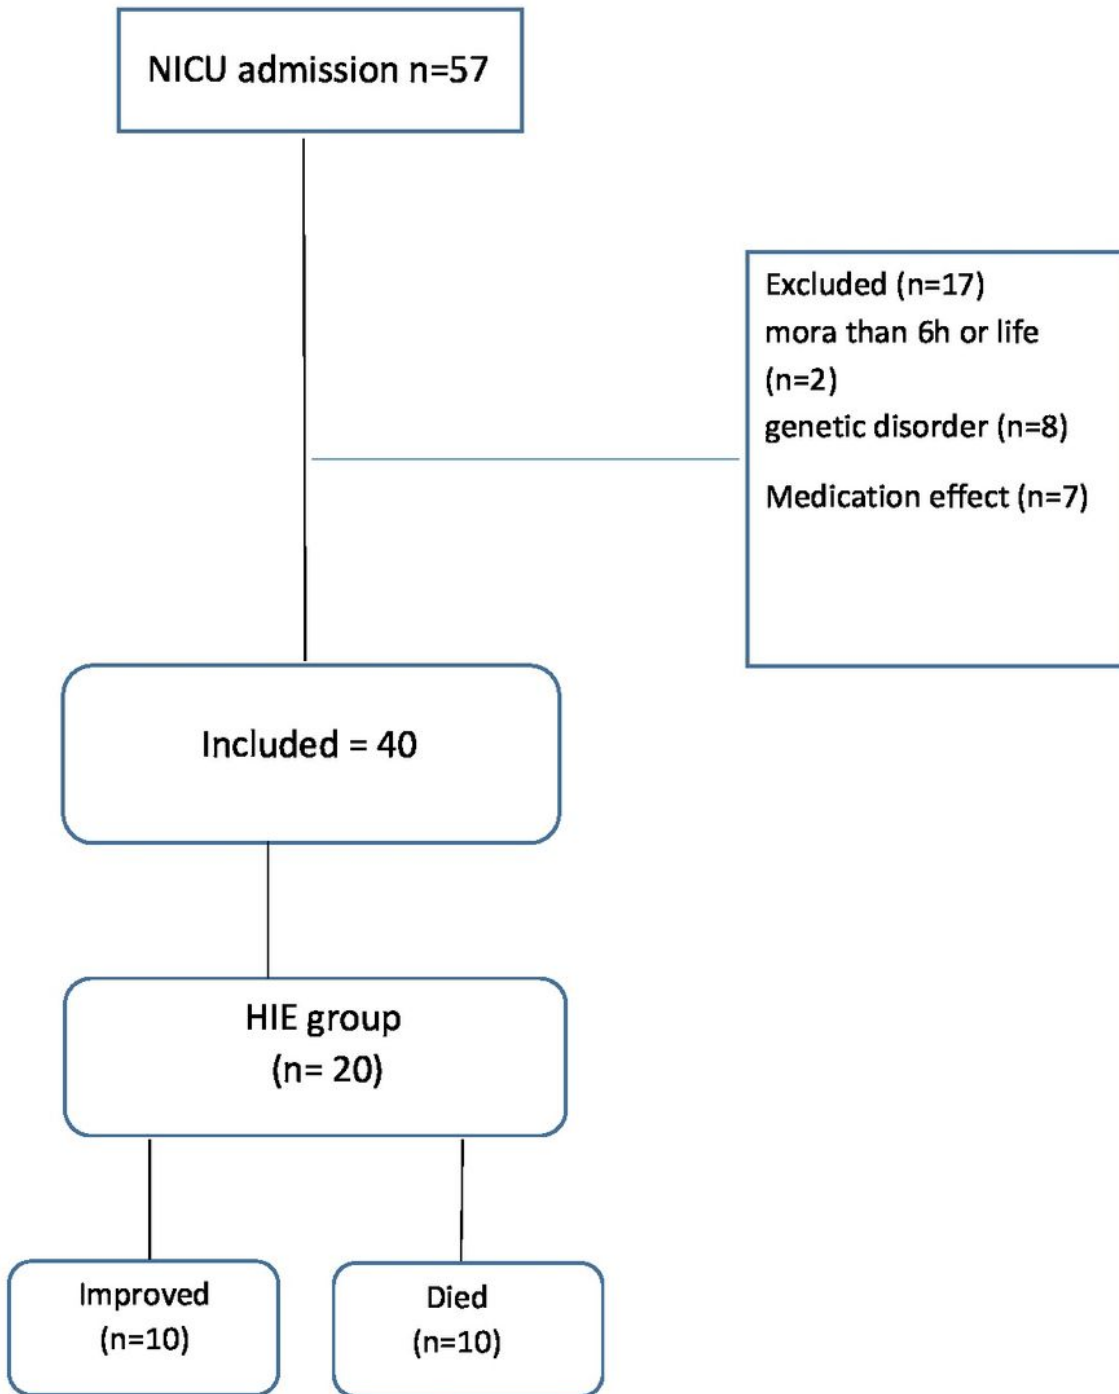 NICU admission n=57
Excluded (n=17)
mora than 6h or life
(n=2)
genetic disorder (n=8)
Medication effect (n=7)
Included = 40
HIE group
(n= 20)
Improved
(n=10)
Died
(n=10)